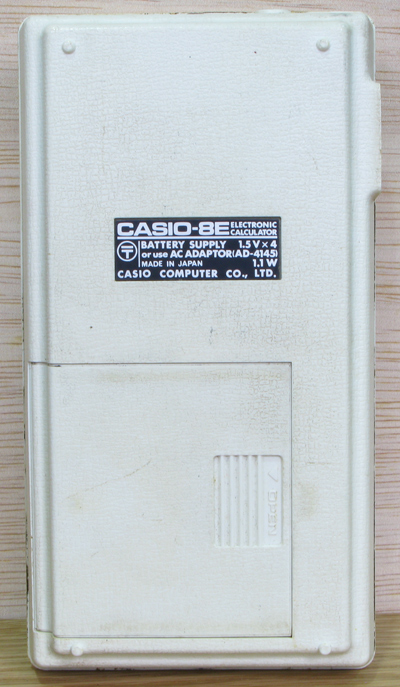 CASIO-8E ELECTRONIC CALCULATOR
〒 BATTERY SUPPLY 1.5V×4
or use AC ADAPTOR(AD-4145)
MADE IN JAPAN 1.1W
CASIO COMPUTER CO., LTD.
OPEN